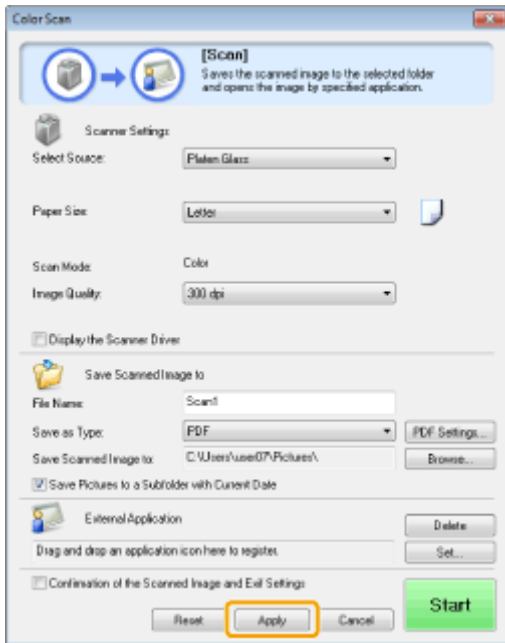 Color Scan
[Scan]
Saves the scanned image to the selected folder
and opens the image by specified application.
Scanner Settings
Select Source: Platen Glass
Paper Size: Letter
Scan Mode: Color
Image Quality: 300 dpi
Display the Scanner Driver
Save Scanned Image to
File Name: Scan1
Save as Type: PDF PDF Settings...
Save Scanned Image to: C:\Users\user07\Pictures\ Browse...
Save Pictures to a Subfolder with Current Date
External Application Delete
Drag and drop an application icon here to register. Set...
Confirmation of the Scanned Image and Exif Settings
Start
Reset Apply Cancel